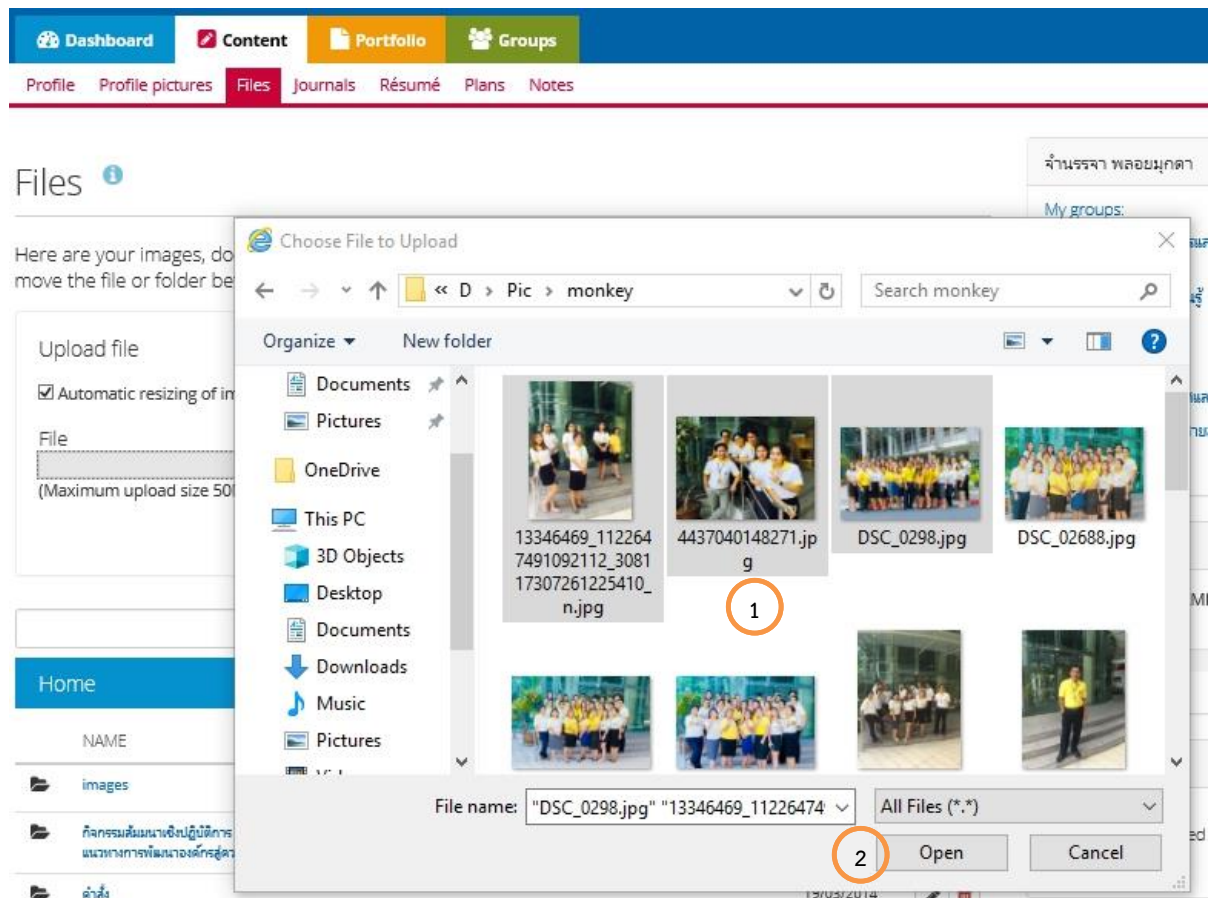 Dashboard Content Portfolio Groups
Profile Profile pictures Files Journals Résumé Plans Notes
Files
จำนรรจา พลอยมุกดา
My groups:
Here are your images, do
move the file or folder be
Upload file
Automatic resizing of im
File
(Maximum upload size 50
Home
NAME
images
กิจกรรมสัมมนาเชิงปฏิบัติการ
แนวทางการพัฒนาองค์กรสู่คว
คำสั่ง
19/03/2014
Choose File to Upload
« D › Pic › monkey
Search monkey
Organize New folder
Documents
Pictures
OneDrive
This PC
3D Objects
Desktop
Documents
Downloads
Music
Pictures
13346469_112264
7491092112_3081
17307261225410_
n.jpg
4437040148271.jp
g
DSC_0298.jpg
DSC_02688.jpg
1
File name: "DSC_0298.jpg" "13346469_11226474 All Files (*.*)
2
Open Cancel